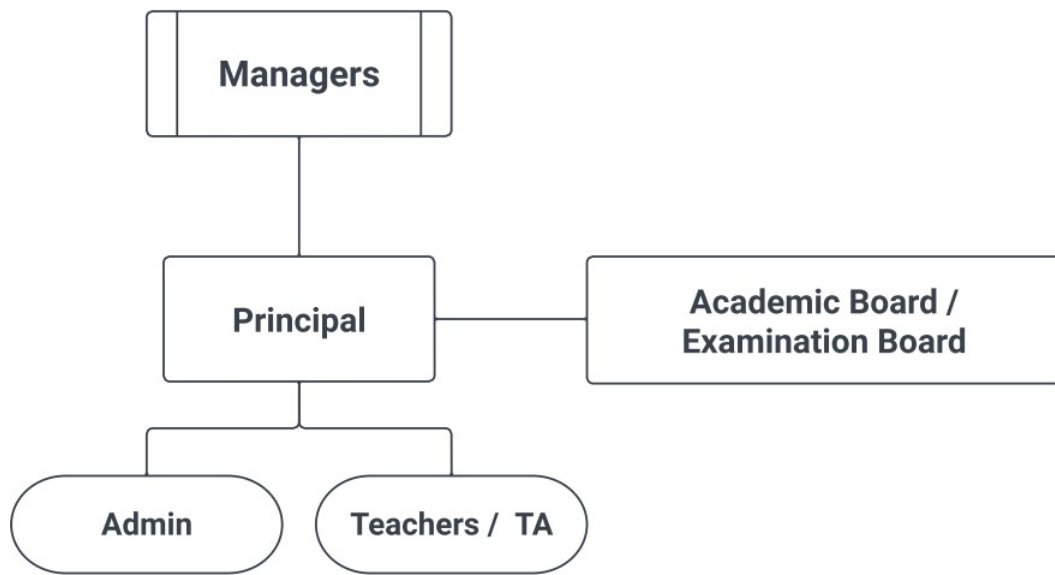 Managers
Principal
Academic Board /
Examination Board
Admin
Teachers / TA